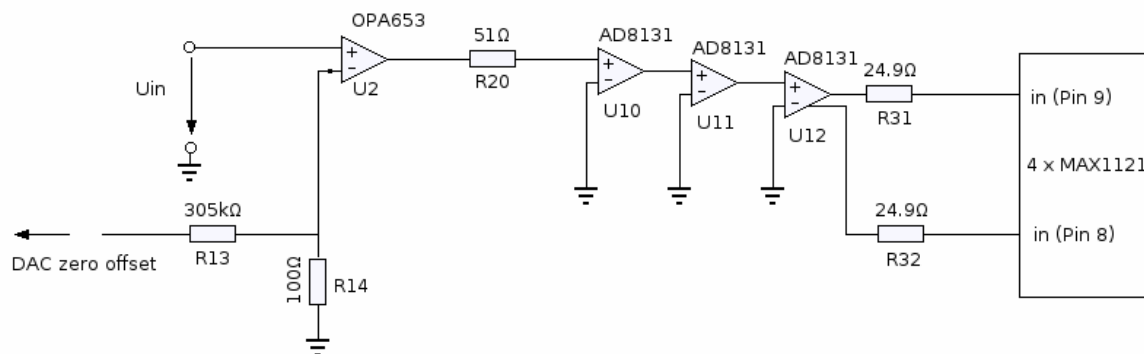 OPA653
51Ω
AD8131
AD8131
AD8131
24.9Ω
+
−
+
−
+
−
+
−
Uin
U2
R20
U10
U11
U12
R31
in (Pin 9)
4 x MAX1121
305kΩ
24.9Ω
in (Pin 8)
DAC zero offset
R13
100Ω
R14
R32